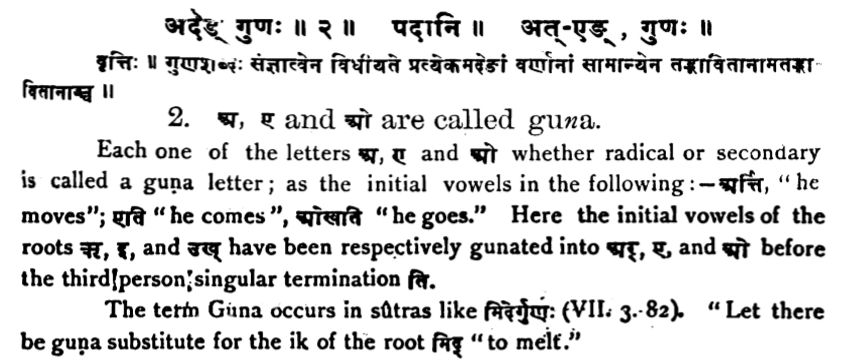 अदेङ् गुणः ॥ २ ॥ पदानि ॥ अत्-एङ् , गुणः ॥
वृत्तिः ॥ गुणशब्दः संज्ञात्वेन विधीयते प्रत्येकमदेङां वर्णानां सामान्येन तद्भावितानामतद्भा-
वितानाञ्च ॥
2. अ, ए and ओ are called guna.
Each one of the letters अ, ए and ओ whether radical or secondary
is called a guṇa letter; as the initial vowels in the following :—अर्त्ति, "he
moves"; एति "he comes", ओखति "he goes." Here the initial vowels of the
roots ऋ, इ, and उख् have been respectively gunated into अर्, ए, and ओ before
the third person singular termination ति.
The term Guna occurs in sûtras like मिदेर्गुणः (VII. 3. 82). "Let there
be guṇa substitute for the ik of the root मिद् "to melt."